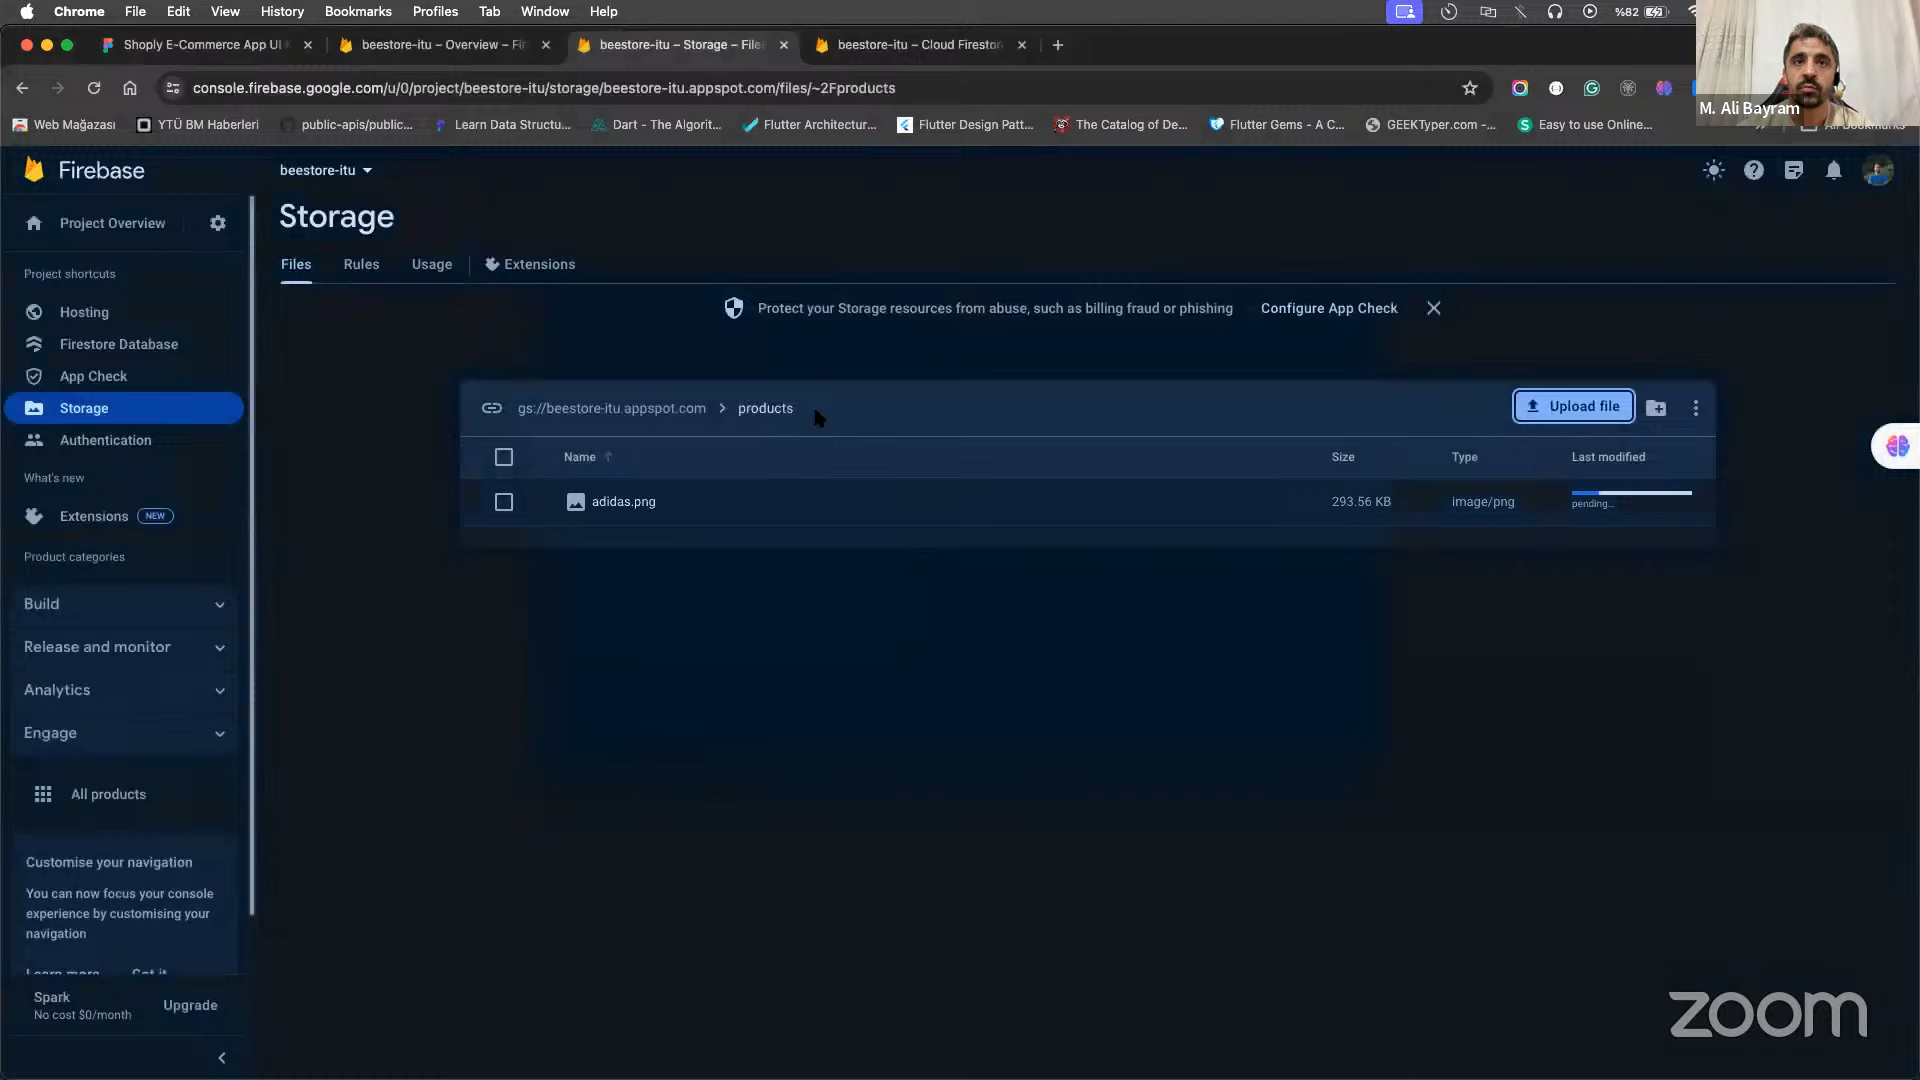 Chrome File Edit View History Bookmarks Profiles Tab Window Help %82
Shoply E-Commerce App UI
beestore-itu – Overview – Fi
beestore-itu – Storage – File
beestore-itu – Cloud Firestor
console.firebase.google.com/u/0/project/beestore-itu/storage/beestore-itu.appspot.com/files/~2Fproducts
M. Ali Bayram
Web Mağazası YTÜ BM Haberleri public-apis/public... Learn Data Structu... Dart - The Algorit... Flutter Architectur... Flutter Design Patt... The Catalog of De... Flutter Gems - A C... GEEKTyper.com -... Easy to use Online... All Bookmarks
Firebase
beestore-itu
Storage
Project Overview
Files Rules Usage Extensions
Project shortcuts
Protect your Storage resources from abuse, such as billing fraud or phishing Configure App Check
Hosting
Firestore Database
App Check
Storage
Authentication
gs://beestore-itu.appspot.com > products
Upload file
Name Size Type Last modified
adidas.png 293.56 KB image/png pending...
What's new
Extensions NEW
Product categories
Build
Release and monitor
Analytics
Engage
All products
Customise your navigation
You can now focus your console
experience by customising your
navigation
Learn more Got it
Spark
No cost $0/month
Upgrade
zoom